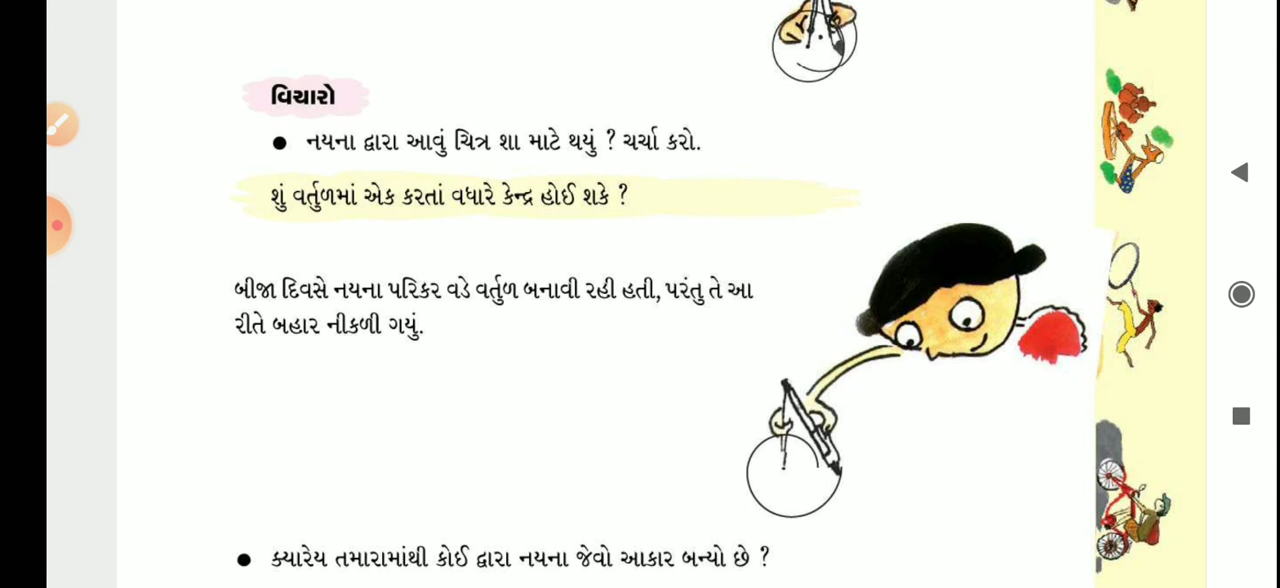 વિચારો
● નયના દ્વારા આવું ચિત્ર શા માટે થયું ? ચર્ચા કરો.
શું વર્તુળમાં એક કરતાં વધારે કેન્દ્ર હોઈ શકે ?
બીજા દિવસે નયના પરિકર વડે વર્તુળ બનાવી રહી હતી, પરંતુ તે આ
રીતે બહાર નીકળી ગયું.
● ક્યારેય તમારામાંથી કોઈ દ્વારા નયના જેવો આકાર બન્યો છે ?